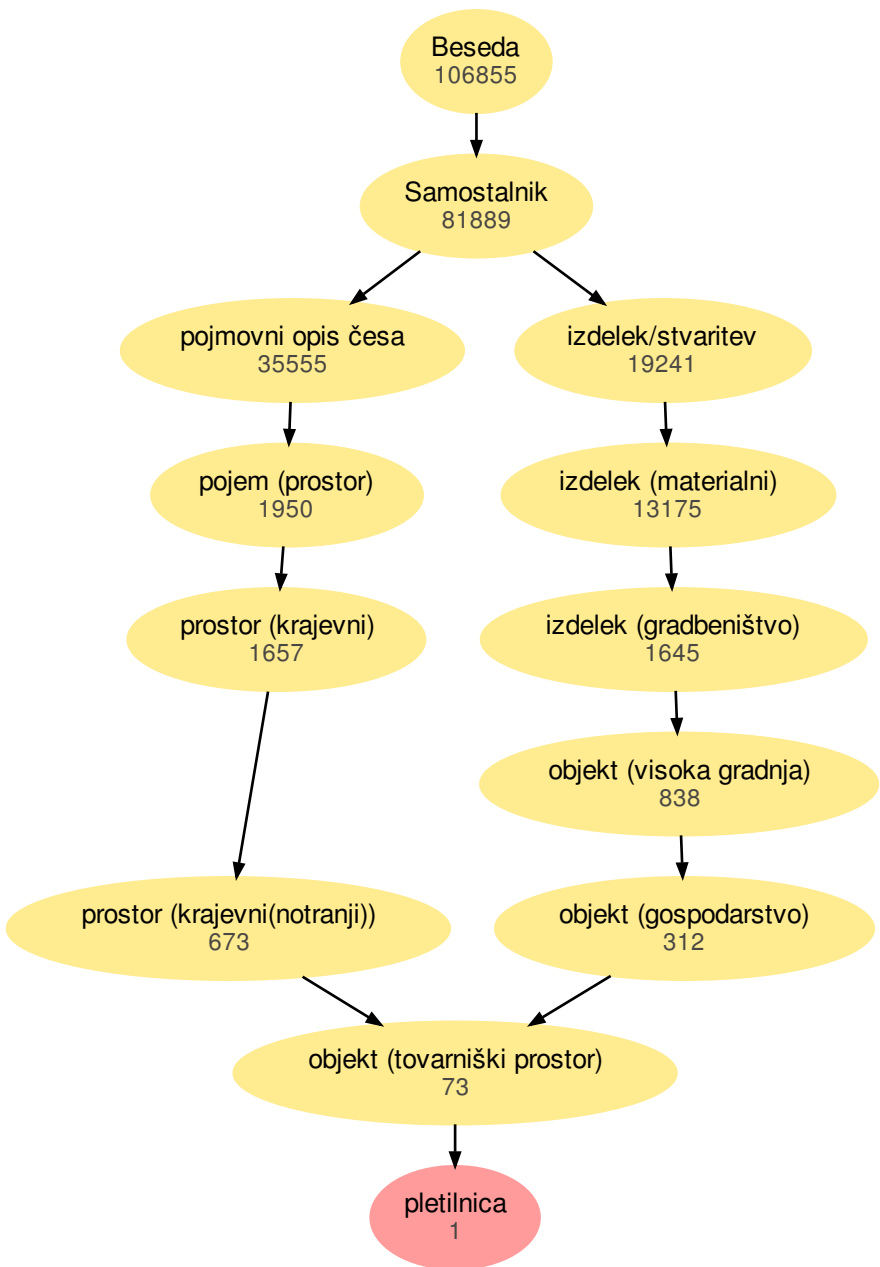 Beseda
106855
Samostalnik
81889
pojmovni opis česa
35555
izdelek/stvaritev
19241
pojem (prostor)
1950
izdelek (materialni)
13175
prostor (krajevni)
1657
izdelek (gradbeništvo)
1645
objekt (visoka gradnja)
838
prostor (krajevni(notranji))
673
objekt (gospodarstvo)
312
objekt (tovarniški prostor)
73
pletilnica
1